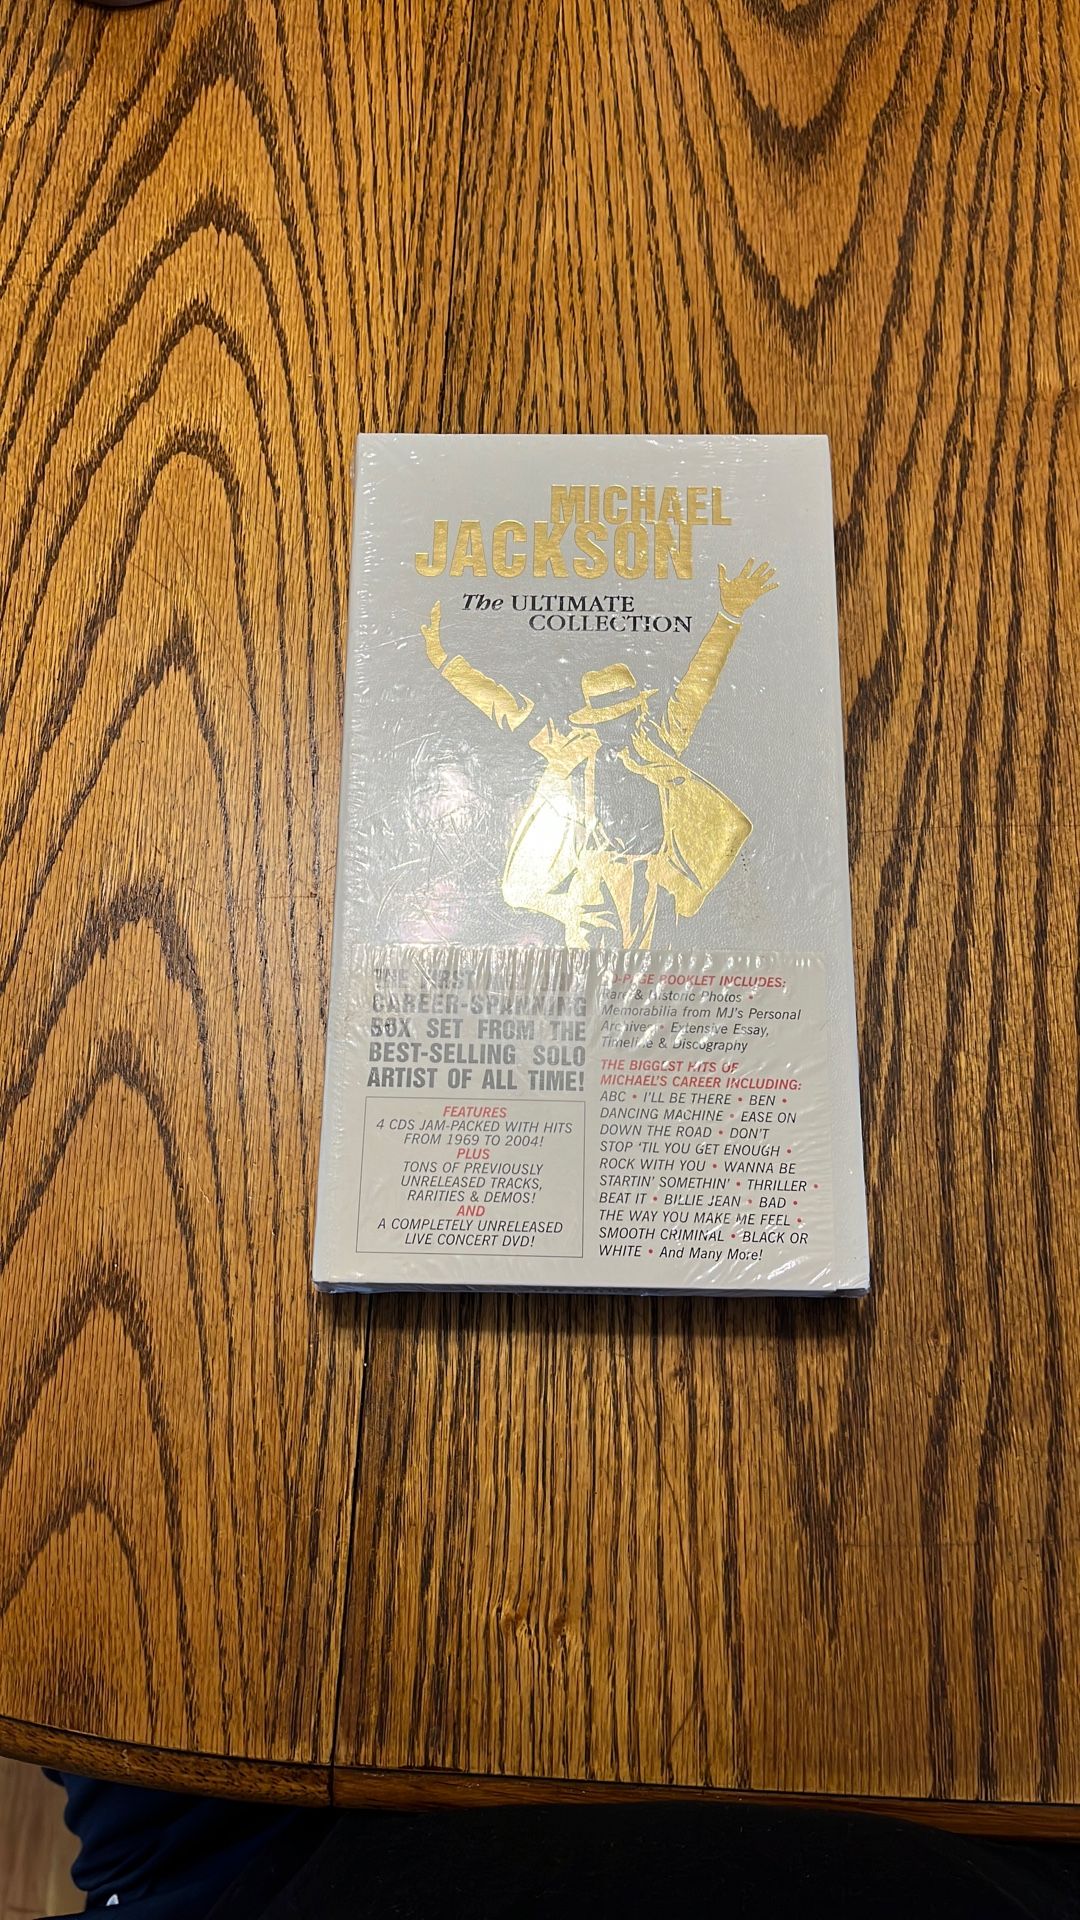 MICHAEL
JACKSON
The ULTIMATE
COLLECTION
THE FIRST
CAREER-SPANNING
BOX SET FROM THE
BEST-SELLING SOLO
ARTIST OF ALL TIME!
FEATURES
4 CDS JAM-PACKED WITH HITS
FROM 1969 TO 2004!
PLUS
TONS OF PREVIOUSLY
UNRELEASED TRACKS,
RARITIES & DEMOS!
AND
A COMPLETELY UNRELEASED
LIVE CONCERT DVD!
BOOKLET INCLUDES:
Rare & Historic Photos •
Memorabilia from MJ's Personal
Archives • Extensive Essay,
Timeline & Discography
THE BIGGEST HITS OF
MICHAEL'S CAREER INCLUDING:
ABC • I'LL BE THERE • BEN •
DANCING MACHINE • EASE ON
DOWN THE ROAD • DON'T
STOP 'TIL YOU GET ENOUGH •
ROCK WITH YOU • WANNA BE
STARTIN' SOMETHIN' • THRILLER •
BEAT IT • BILLIE JEAN • BAD •
THE WAY YOU MAKE ME FEEL •
SMOOTH CRIMINAL • BLACK OR
WHITE • And Many More!